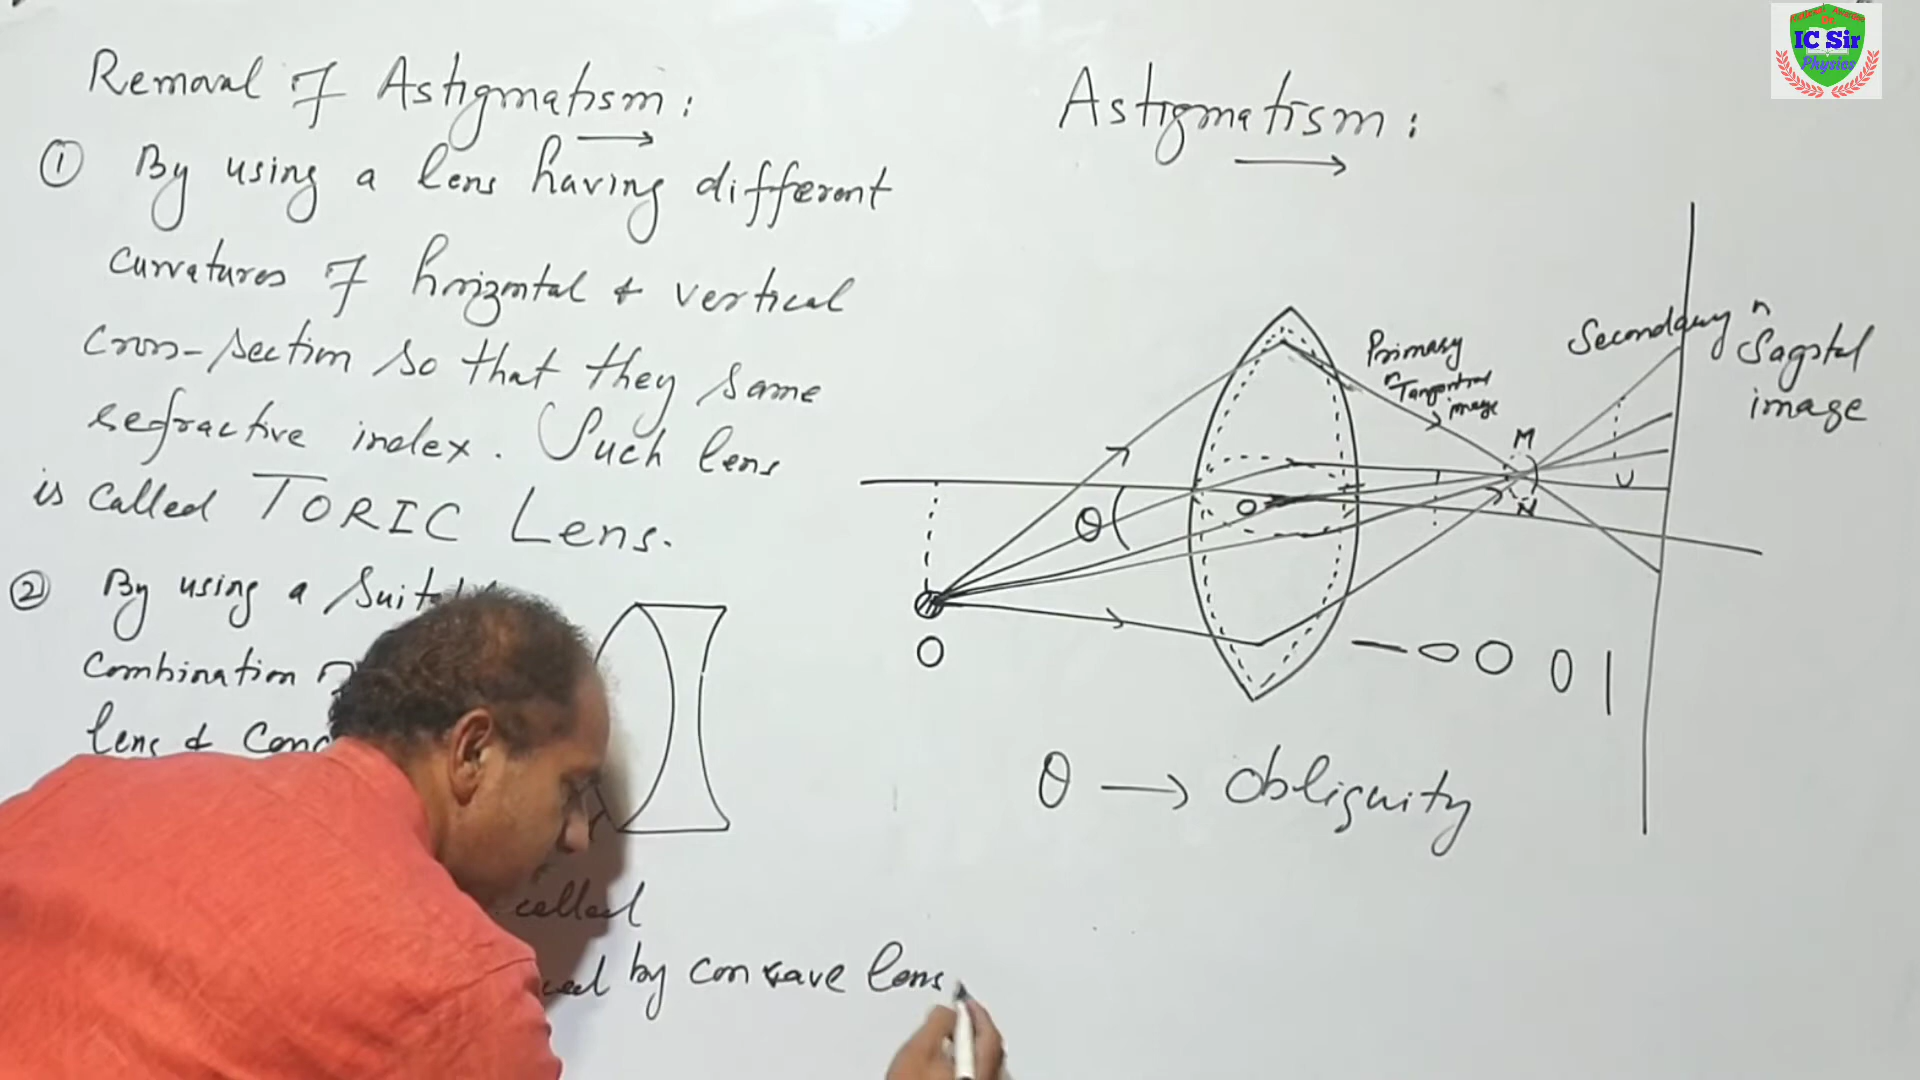 Removal of Astigmatism:
① By using a lens having different
curvatures of horizontal & vertical
cross-section so that they same
refractive index. Such lens
is called TORIC Lens.
② By using a
combination
lens &
called
by concave lens
Astigmatism:
Primary
Tangential
image
Secondary
Sagittal
image
M
N
O
θ
O
θ → Obliquity
Dr.
IC Sir
Physics